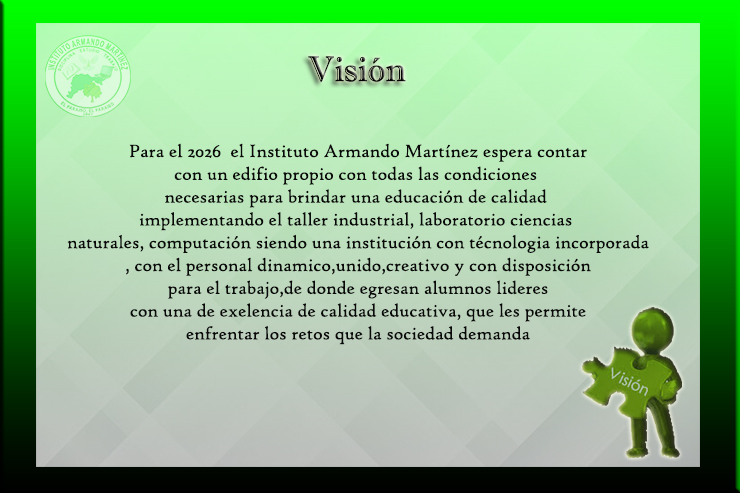 INSTITUTO ARMANDO MARTINEZ
Visión
Para el 2026 el Instituto Armando Martínez espera contar
con un edifio propio con todas las condiciones
necesarias para brindar una educación de calidad
implementando el taller industrial, laboratorio ciencias
naturales, computación siendo una institución con técnologia incorporada
, con el personal dinamico,unido,creativo y con disposición
para el trabajo,de donde egresan alumnos lideres
con una de exelencia de calidad educativa, que les permite
enfrentar los retos que la sociedad demanda
Visión